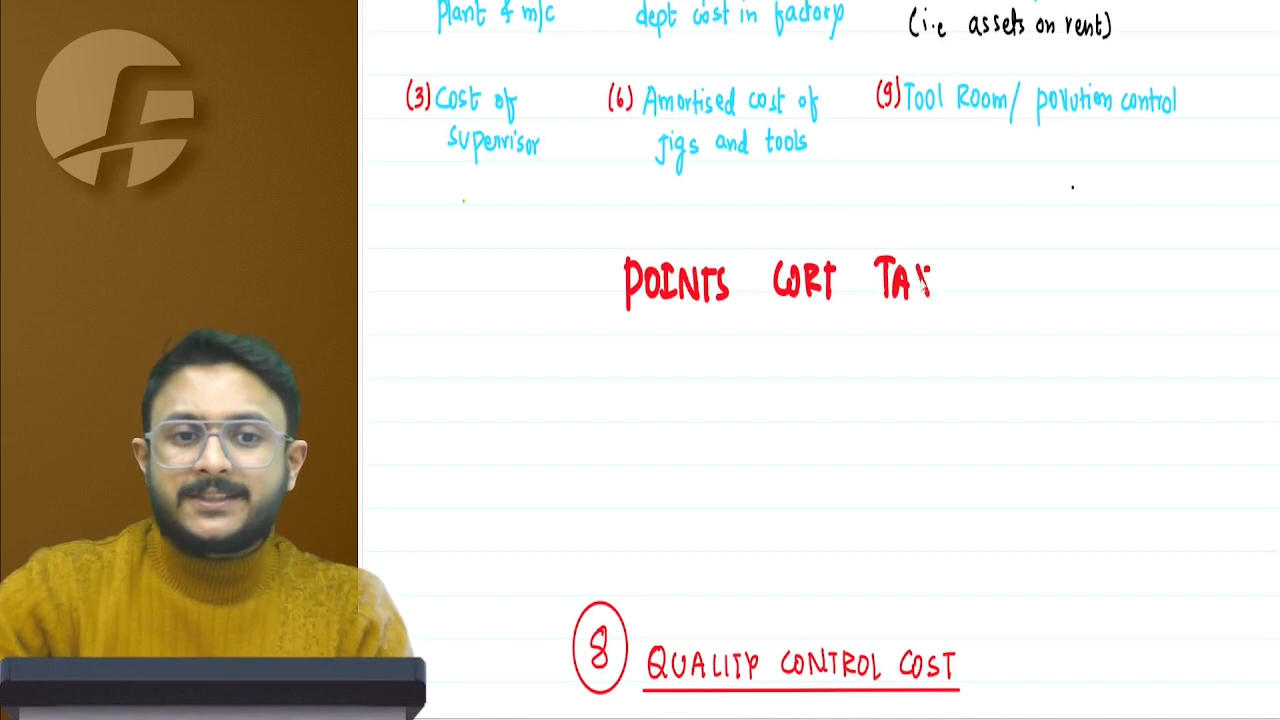 plant & m/c
dept cost in factory
(i.e assets on rent)
(3) Cost of
supervisor
(6) Amortised cost of
jigs and tools
(9) Tool Room/ pollution control
POINTS WRT TAX
8
QUALITY CONTROL COST